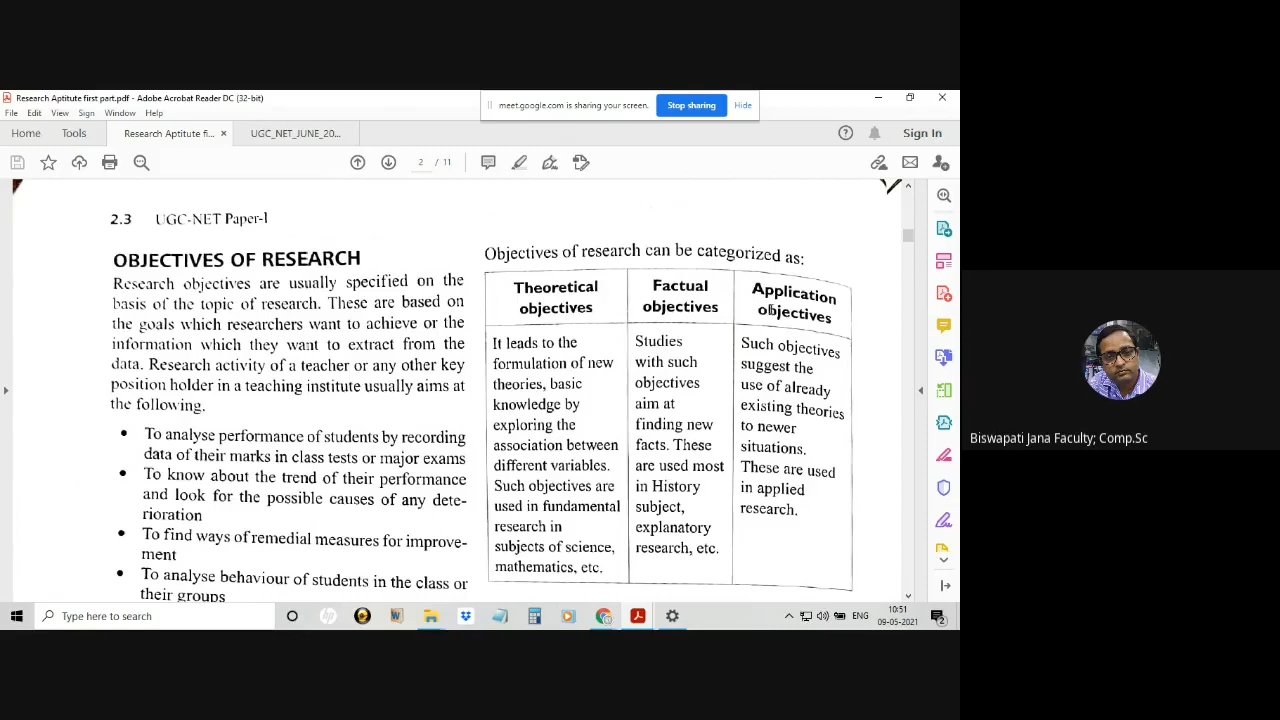 Research Aptitute first part.pdf - Adobe Acrobat Reader DC (32-bit)
meet.google.com is sharing your screen.
Stop sharing
Hide
File Edit View Sign Window Help
Home Tools
Research Aptitute fi... ×
UGC_NET_JUNE_20...
Sign In
2 / 11
2.3 UGC-NET Paper-I
OBJECTIVES OF RESEARCH
Research objectives are usually specified on the
basis of the topic of research. These are based on
the goals which researchers want to achieve or the
information which they want to extract from the
data. Research activity of a teacher or any other key
position holder in a teaching institute usually aims at
the following.
• To analyse performance of students by recording
data of their marks in class tests or major exams
• To know about the trend of their performance
and look for the possible causes of any dete-
rioration
• To find ways of remedial measures for improve-
ment
• To analyse behaviour of students in the class or
their groups
Objectives of research can be categorized as:
Theoretical
objectives
It leads to the
formulation of new
theories, basic
knowledge by
exploring the
association between
different variables.
Such objectives are
used in fundamental
research in
subjects of science,
mathematics, etc.
Factual
objectives
Studies
with such
objectives
aim at
finding new
facts. These
are used most
in History
subject,
explanatory
research, etc.
Application
objectives
Such objectives
suggest the
use of already
existing theories
to newer
situations.
These are used
in applied
research.
Biswapati Jana Faculty; Comp.Sc
Type here to search
ENG
10:51
09-05-2021
2